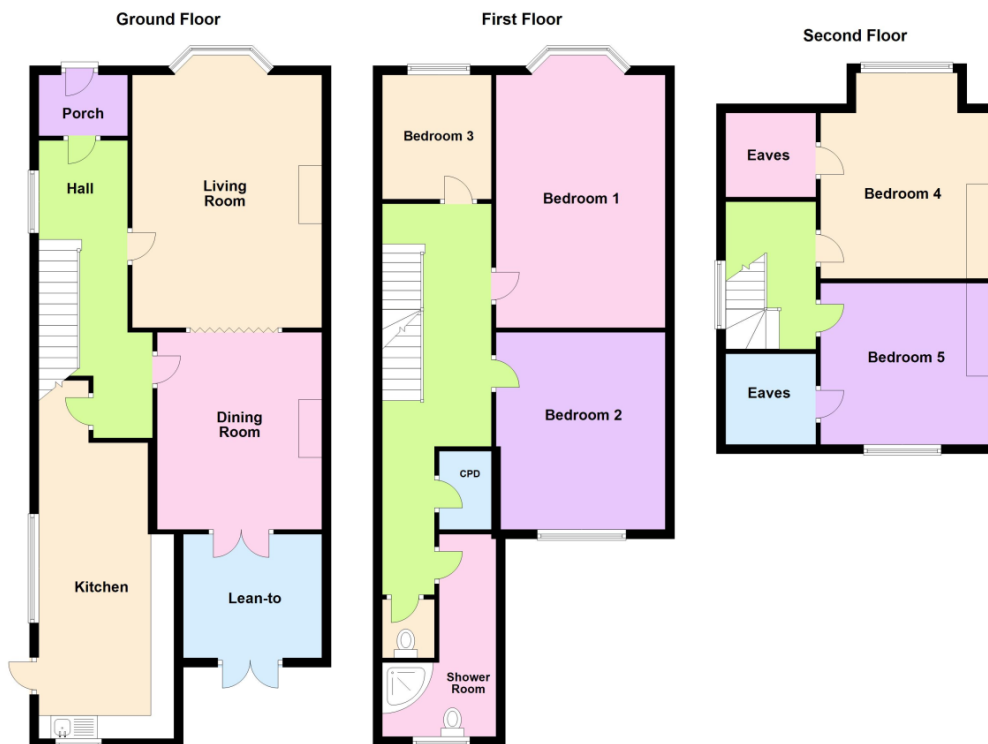 Ground Floor
Porch
Hall
Living
Room
Dining
Room
Kitchen
Lean-to
First Floor
Bedroom 3
Bedroom 1
Bedroom 2
CPD
Shower
Room
Second Floor
Eaves
Bedroom 4
Bedroom 5
Eaves